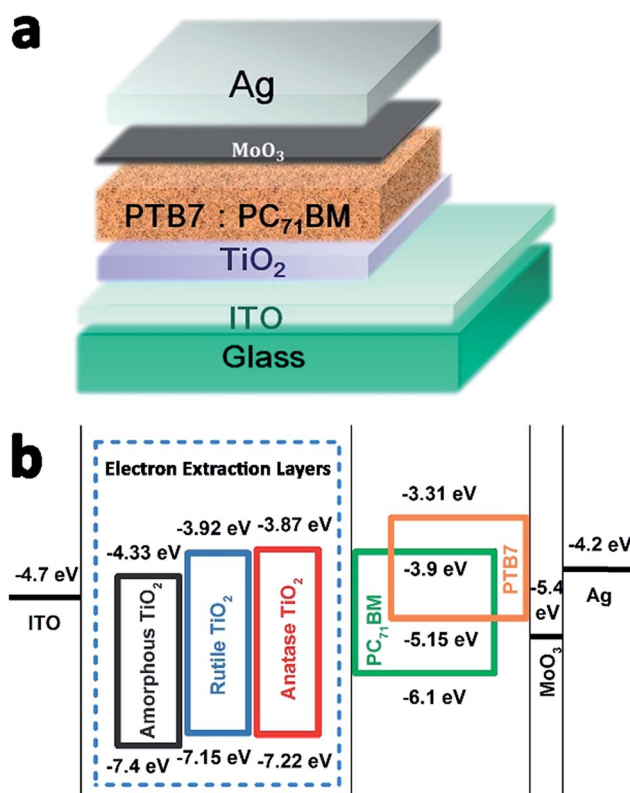 a
Ag
MoO₃
PTB7 : PC₇₁BM
TiO₂
ITO
Glass
b
Electron Extraction Layers
-4.7 eV
ITO
-4.33 eV
Amorphous TiO₂
-7.4 eV
-3.92 eV
Rutile TiO₂
-7.15 eV
-3.87 eV
Anatase TiO₂
-7.22 eV
-3.31 eV
PTB7
-3.9 eV
PC₇₁BM
-5.15 eV
-6.1 eV
-5.4
eV
MoO₃
-4.2 eV
Ag